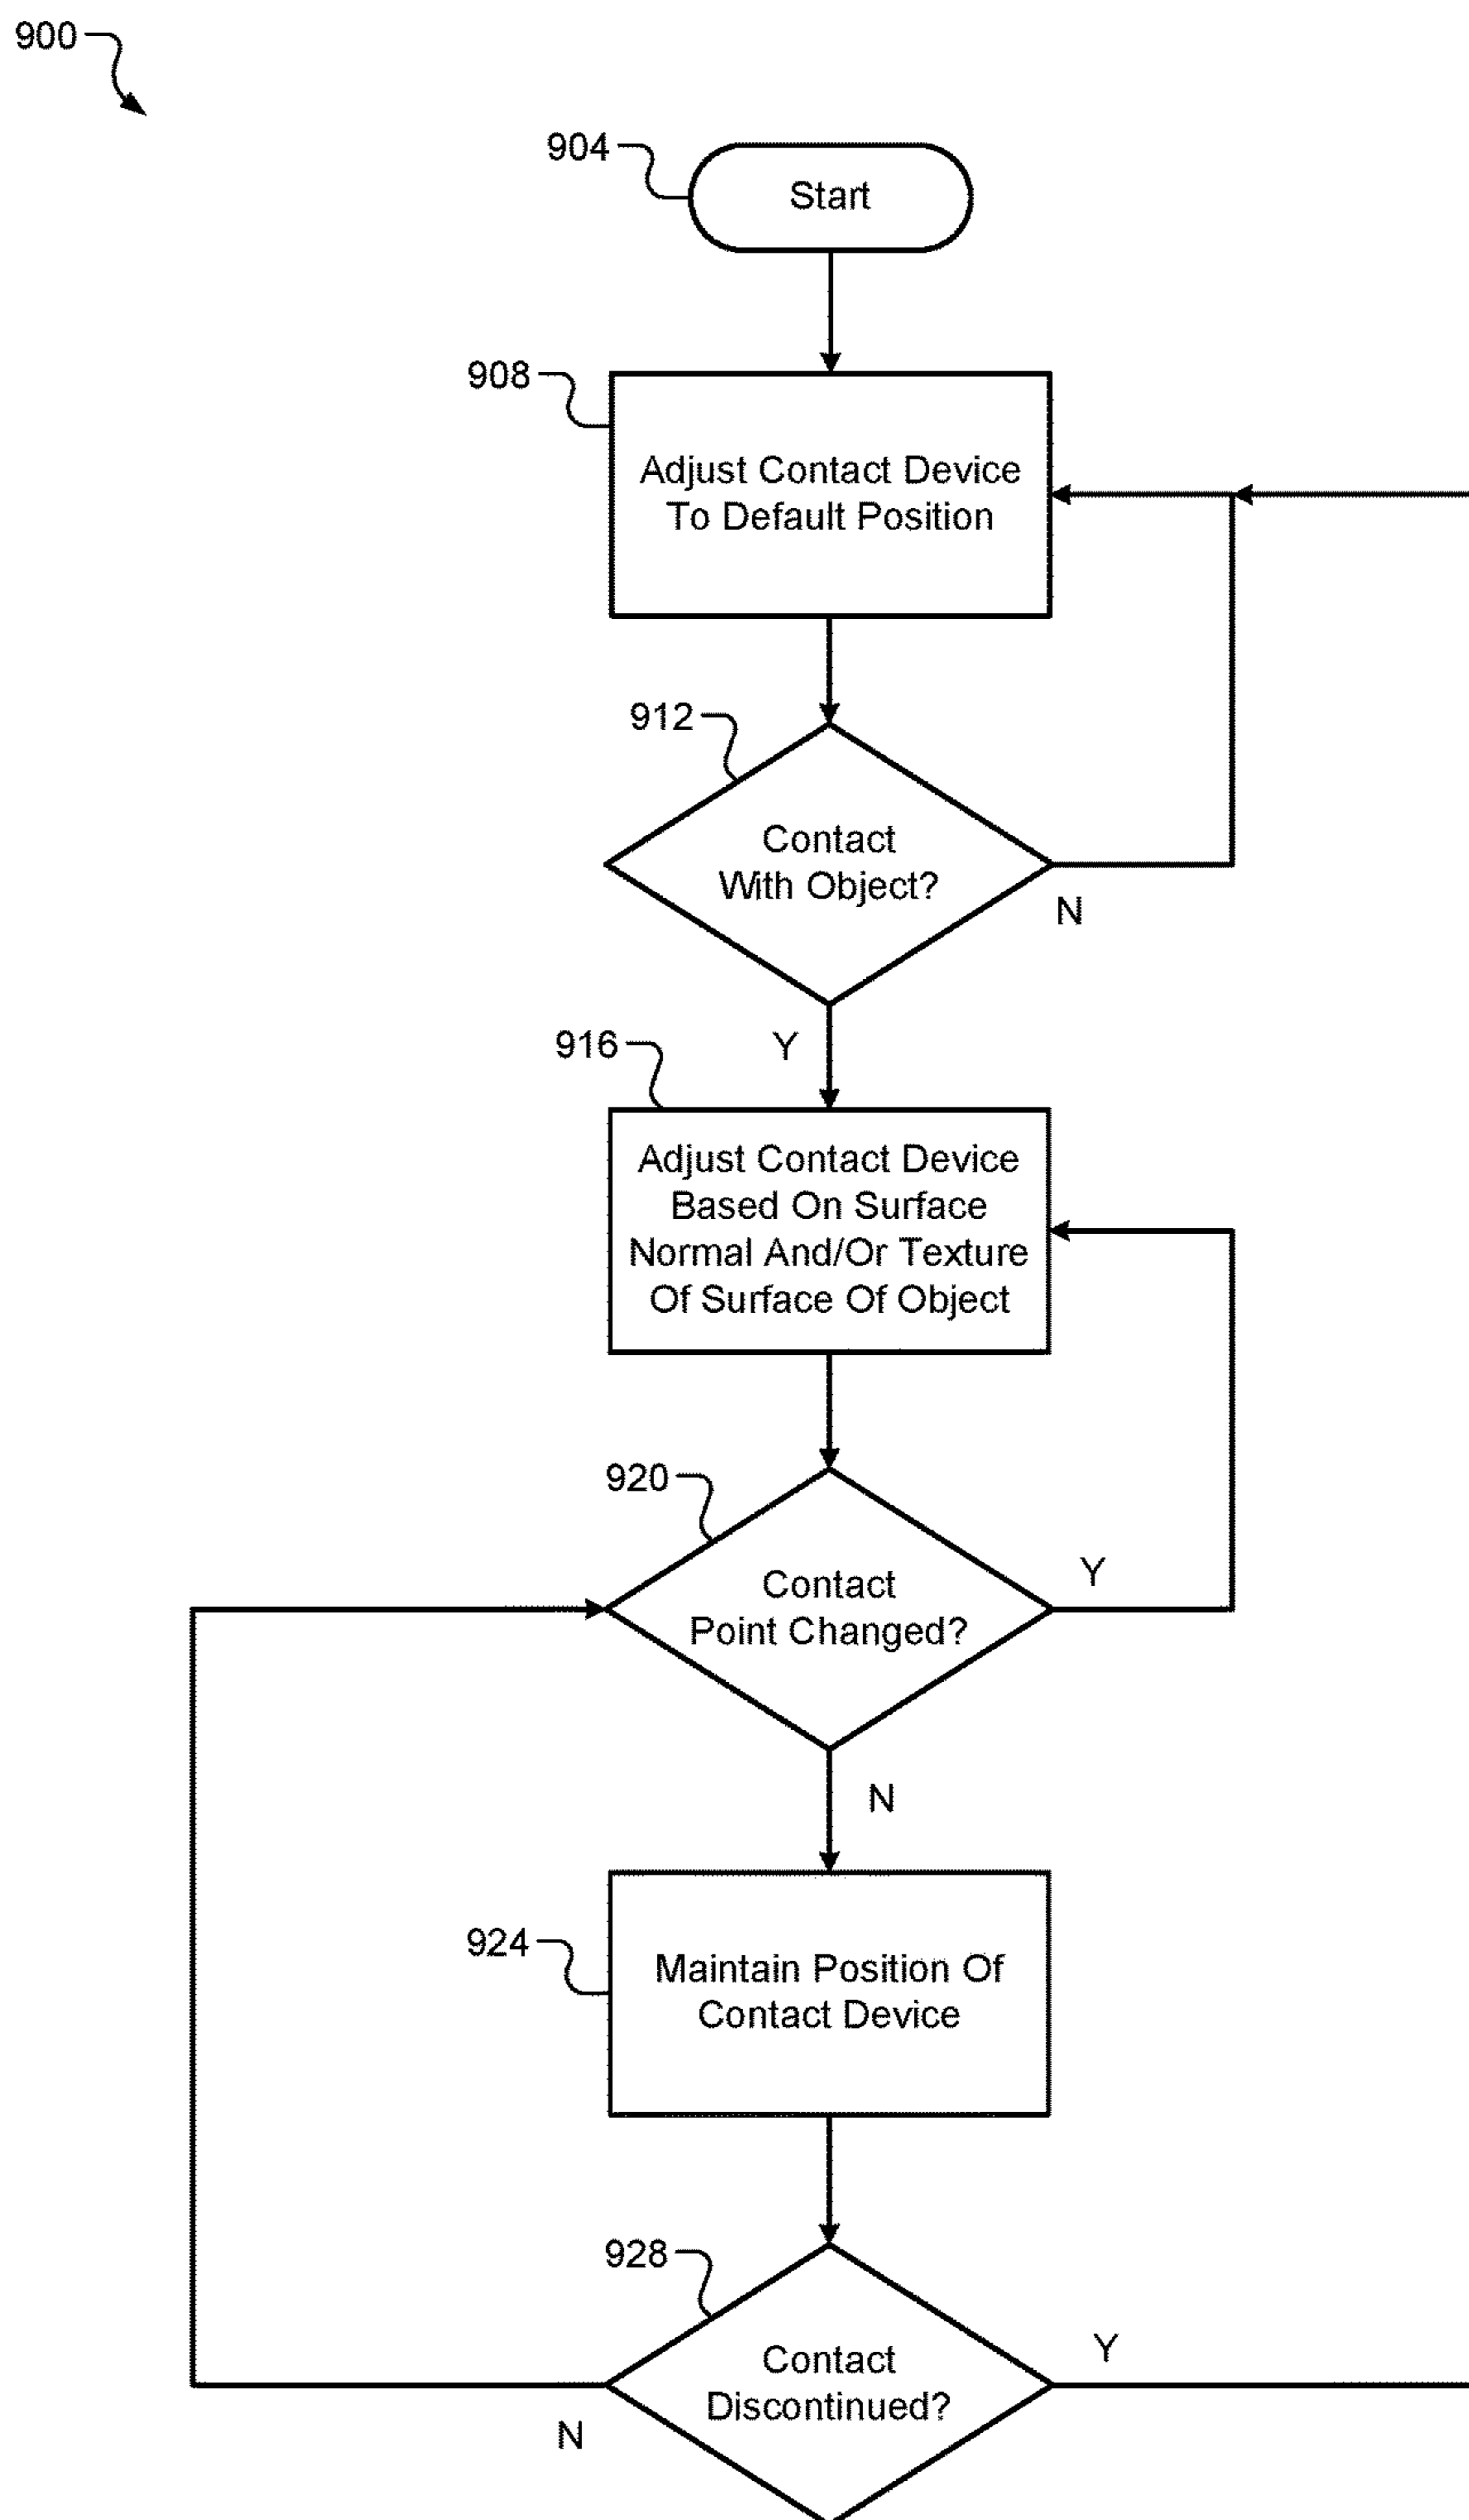 900
904
Start
908
Adjust Contact Device
To Default Position
912
Contact
With Object?
N
Y
916
Adjust Contact Device
Based On Surface
Normal And/Or Texture
Of Surface Of Object
920
Contact
Point Changed?
Y
N
924
Maintain Position Of
Contact Device
928
Contact
Discontinued?
Y
N